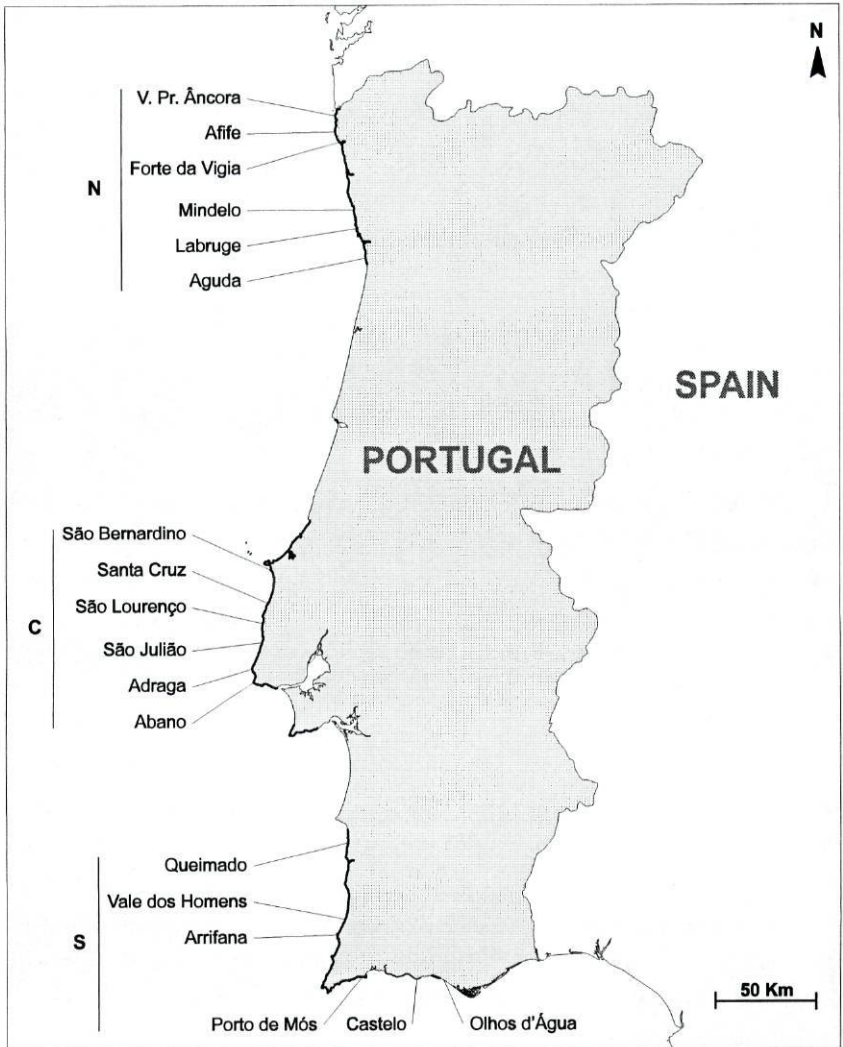 N
V. Pr. Âncora
Afife
Forte da Vigia
N
Mindelo
Labruge
Aguda
SPAIN
PORTUGAL
São Bernardino
Santa Cruz
São Lourenço
C
São Julião
Adraga
Abano
Queimado
Vale dos Homens
Arrifana
S
50 Km
Porto de Mós
Castelo
Olhos d'Água